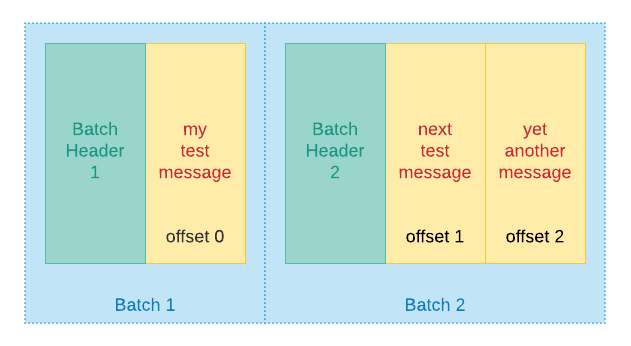 Batch
Header
1
my
test
message
offset 0
Batch 1
Batch
Header
2
next
test
message
offset 1
yet
another
message
offset 2
Batch 2